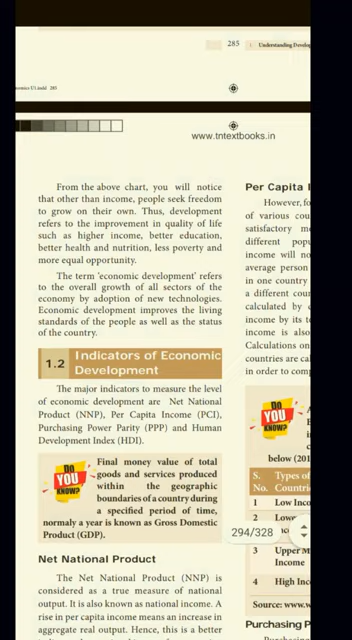 285
1. Understanding
nomics U1.indd 285
www.tntextbooks.in
From the above chart, you will notice
that other than income, people seek freedom
to grow on their own. Thus, development
refers to the improvement in quality of life
such as higher income, better education,
better health and nutrition, less poverty and
more equal opportunity.
The term ‘economic development’ refers
to the overall growth of all sectors of the
economy by adoption of new technologies.
Economic development improves the living
standards of the people as well as the status
of the country.
1.2 Indicators of Economic
Development
The major indicators to measure the level
of economic development are Net National
Product (NNP), Per Capita Income (PCI),
Purchasing Power Parity (PPP) and Human
Development Index (HDI).
DO
YOU
KNOW?
Final money value of total
goods and services produced
within the geographic
boundaries of a country during
a specified period of time,
normaly a year is known as Gross Domestic
Product (GDP).
Net National Product
The Net National Product (NNP) is
considered as a true measure of national
output. It is also known as national income. A
rise in per capita income means an increase in
aggregate real output. Hence, this is a better
Per Capita
However,
of various
satisfactory
different
income will
average person
in one country
a different
calculated by
income by its
income is also
Calculations on
countries are
in order to
DO
YOU
KNOW?
below (201
S. Types of
No.
1 Low
2
3 Upper
Income
4 High
Source:
294/328
Purchasing